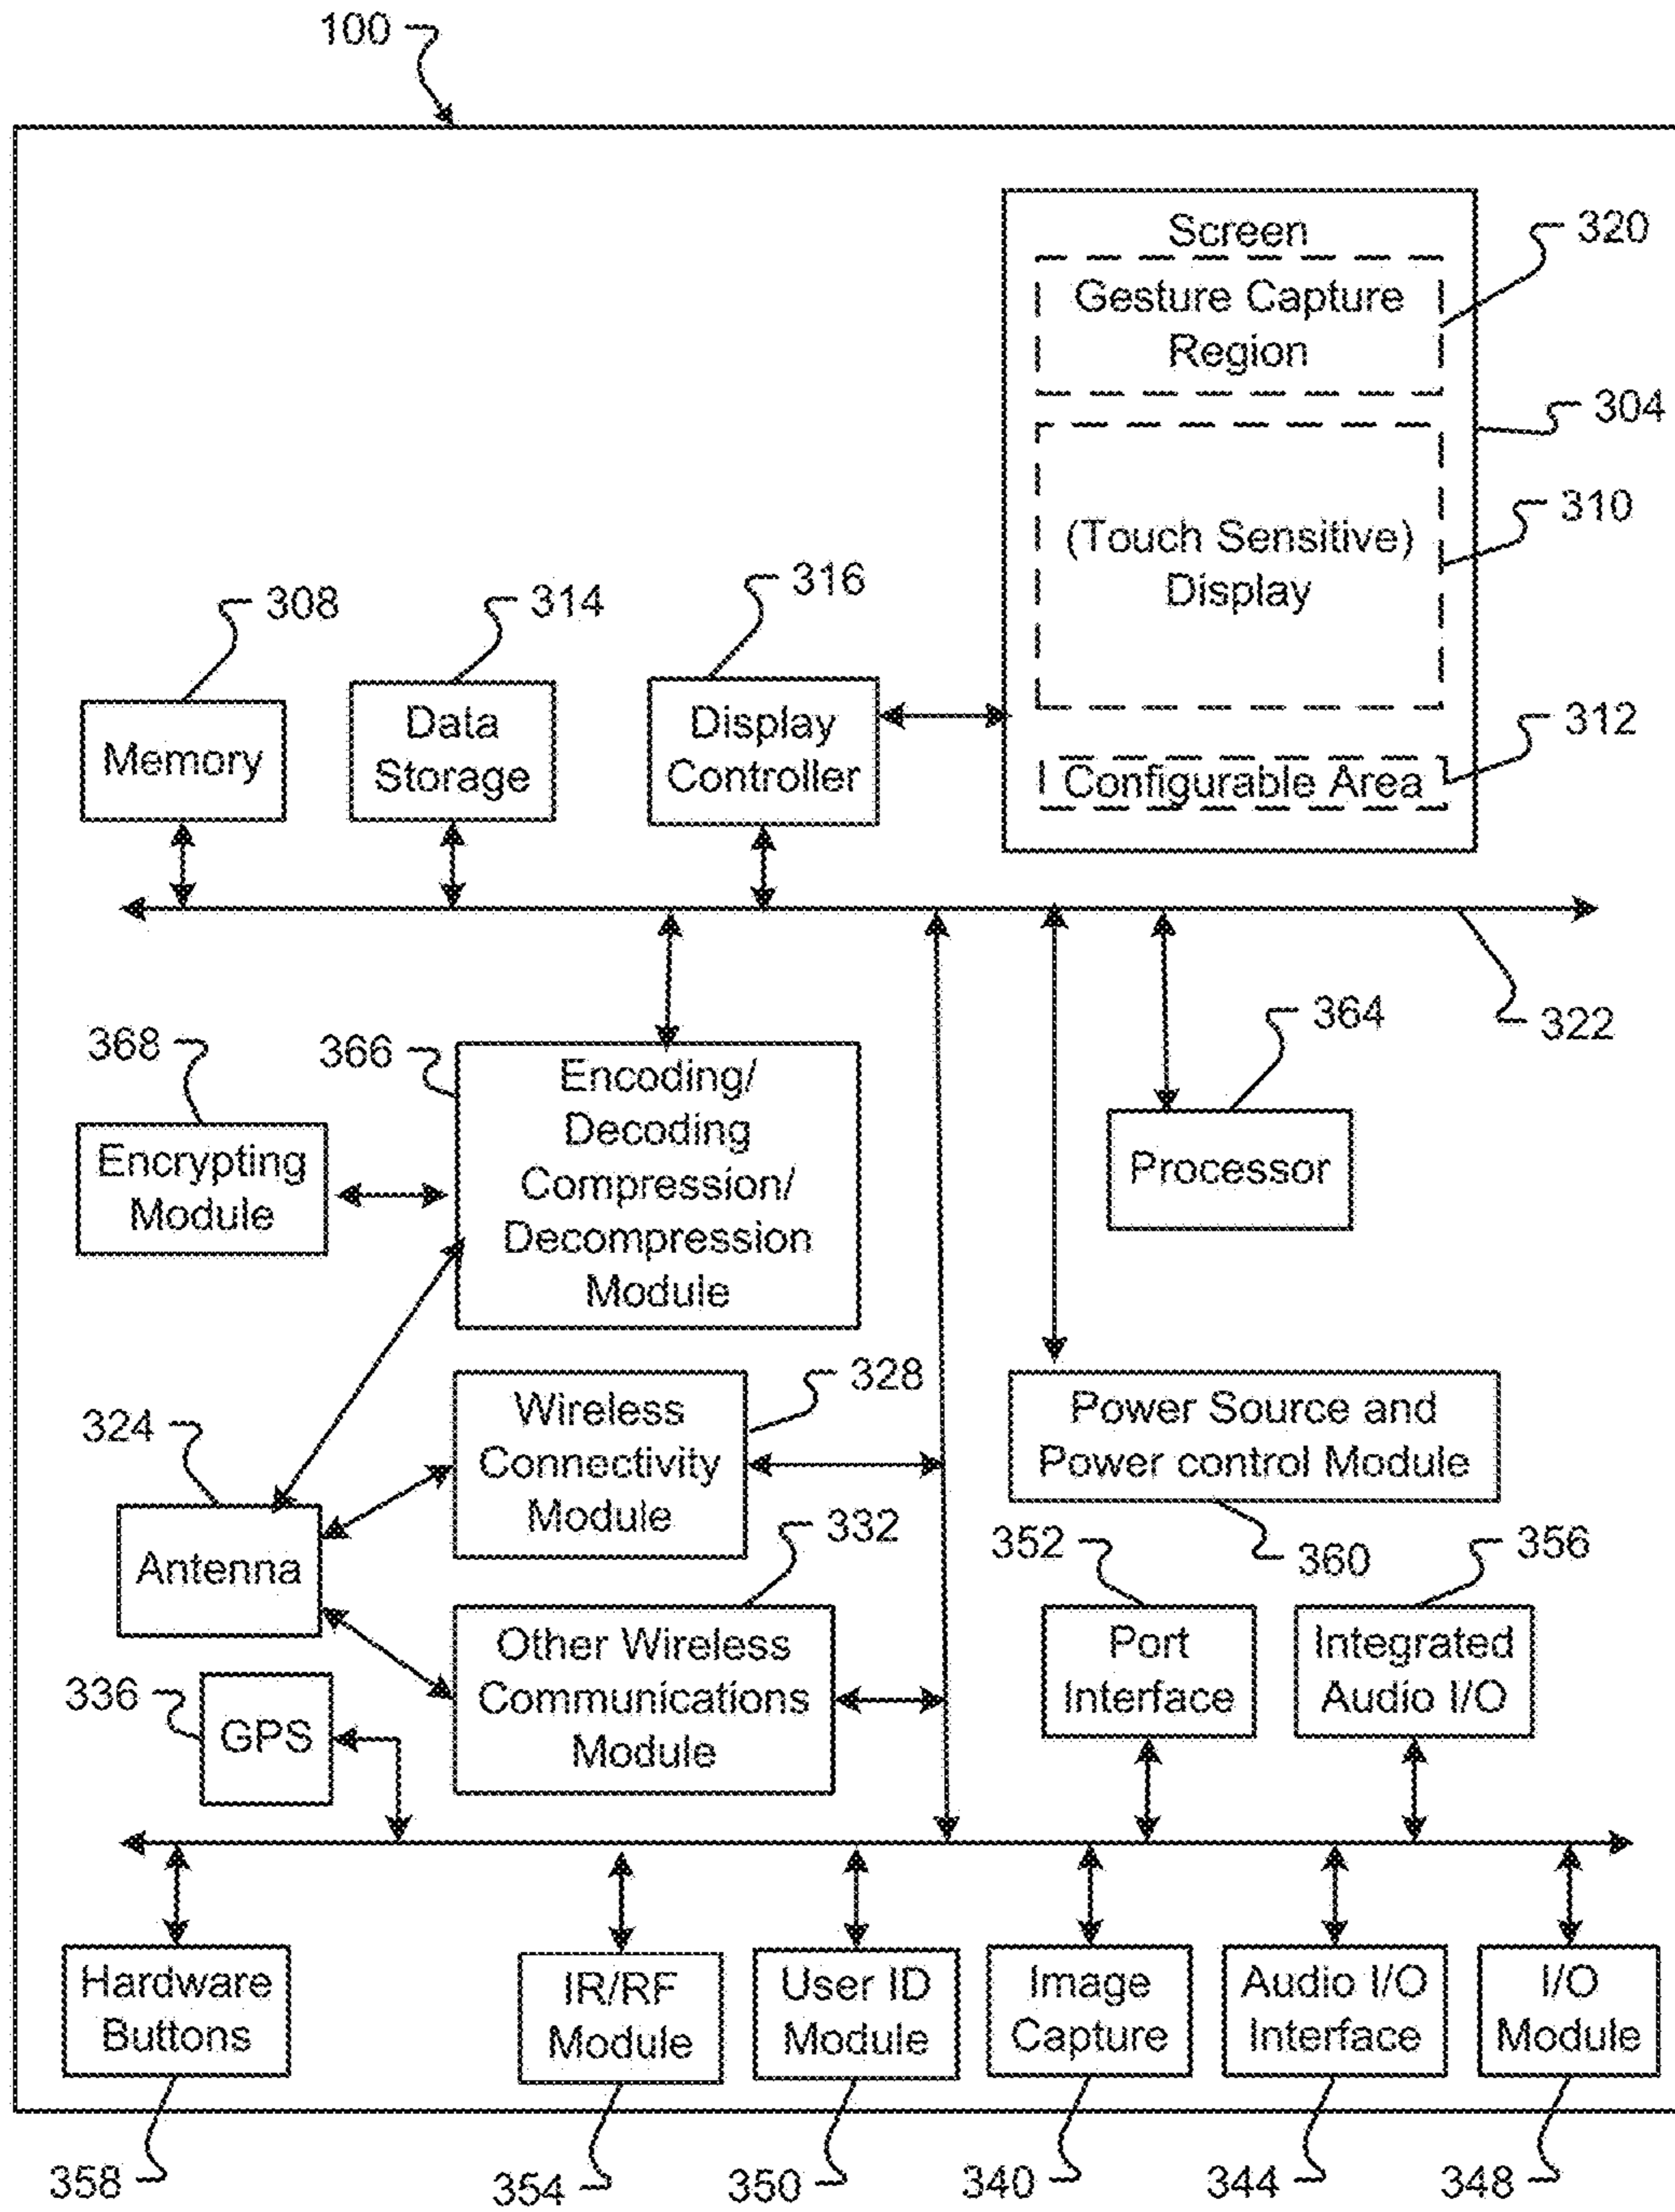 100
Screen
320
Gesture Capture
Region
304
310
(Touch Sensitive)
Display
308
314
316
312
Memory
Data
Storage
Display
Controller
Configurable Area
322
364
368
366
Encoding/
Decoding
Compression/
Decompression
Module
Encrypting
Module
Processor
328
324
Wireless
Connectivity
Module
Power Source and
Power control Module
332
352
360
356
Antenna
Other Wireless
Communications
Module
Port
Interface
Integrated
Audio I/O
336
GPS
Hardware
Buttons
IR/RF
Module
User ID
Module
Image
Capture
Audio I/O
Interface
I/O
Module
358
354
350
340
344
348